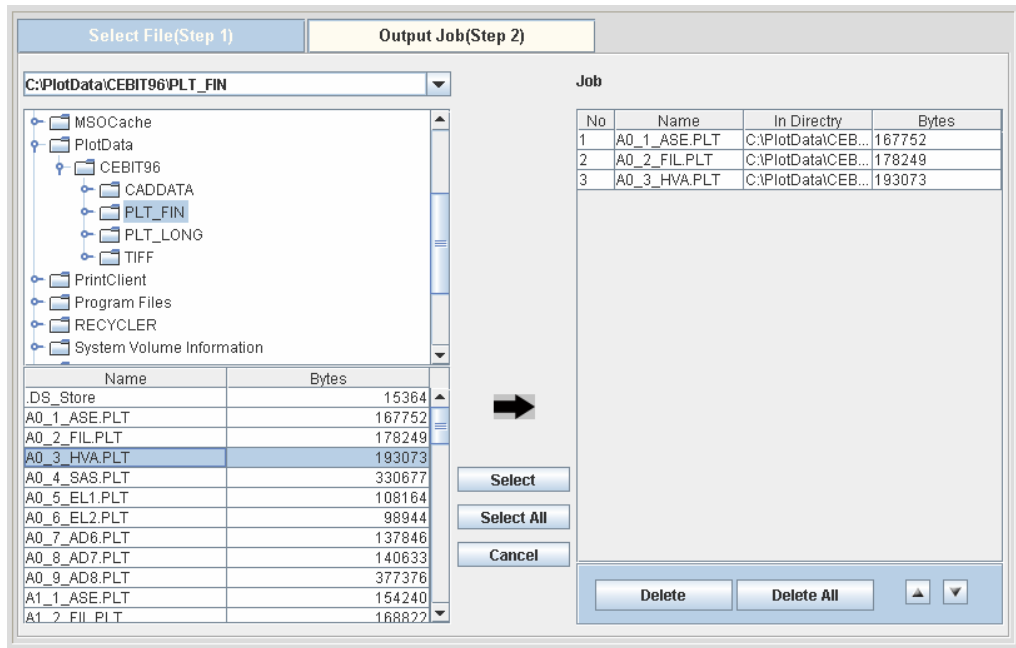 Select File(Step 1)
Output Job(Step 2)
C:\PlotData\CEBIT96\PLT_FIN
MSOCache
PlotData
CEBIT96
CADDATA
PLT_FIN
PLT_LONG
TIFF
PrintClient
Program Files
RECYCLER
System Volume Information
Name Bytes
.DS_Store 15364
A0_1_ASE.PLT 167752
A0_2_FIL.PLT 178249
A0_3_HVA.PLT 193073
A0_4_SAS.PLT 330677
A0_5_EL1.PLT 108164
A0_6_EL2.PLT 98944
A0_7_AD6.PLT 137846
A0_8_AD7.PLT 140633
A0_9_AD8.PLT 377376
A1_1_ASE.PLT 154240
A1_2_FIL.PLT 168822
Select
Select All
Cancel
Job
No Name In Directry Bytes
1 A0_1_ASE.PLT C:\PlotData\CEB... 167752
2 A0_2_FIL.PLT C:\PlotData\CEB... 178249
3 A0_3_HVA.PLT C:\PlotData\CEB... 193073
Delete
Delete All